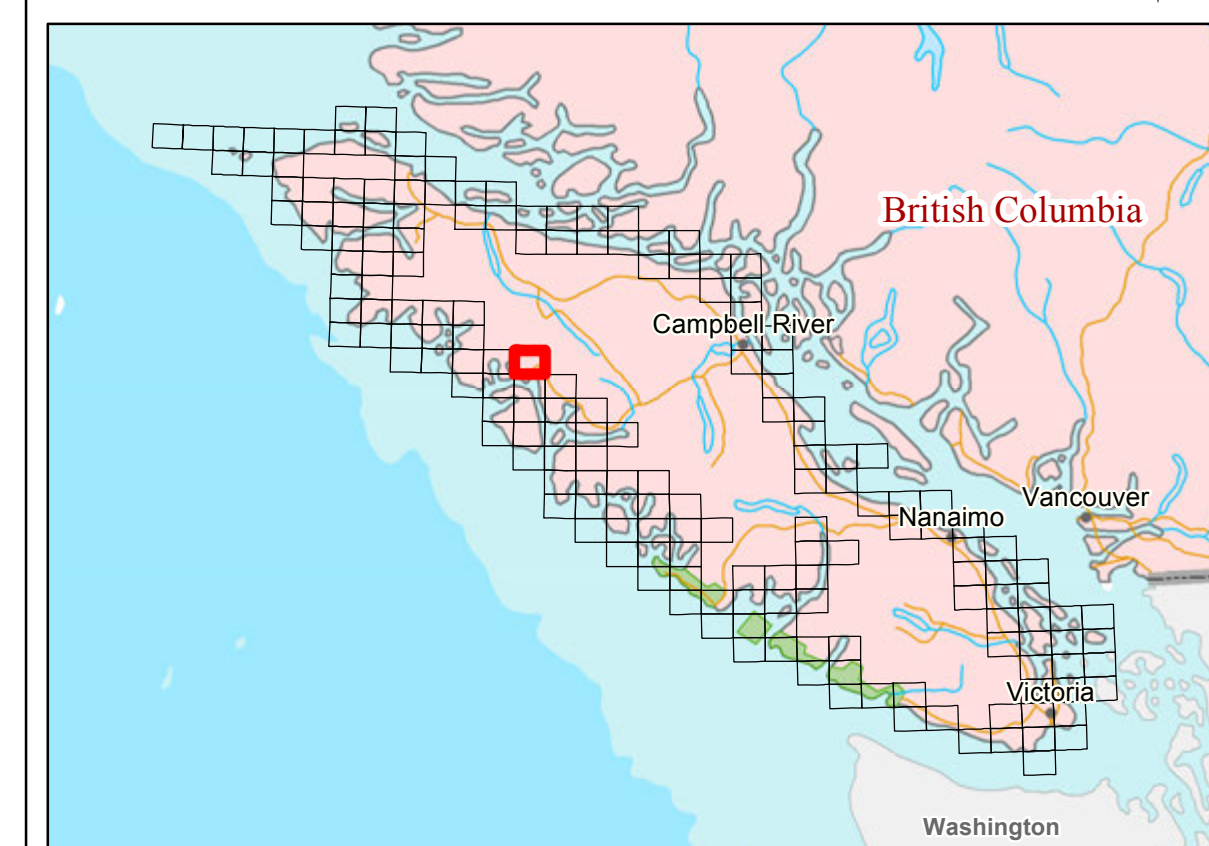 British Columbia
Campbell River
Vancouver
Nanaimo
Victoria
Washington